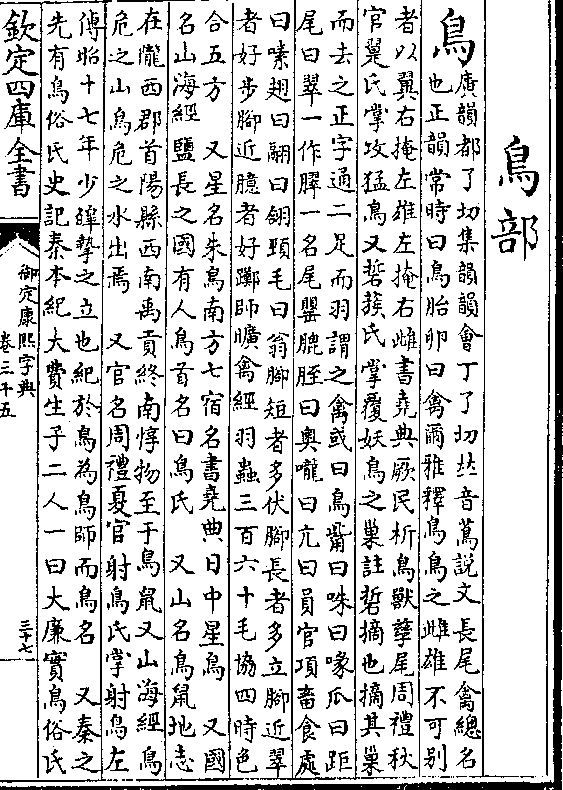 鳥部
鳥廣韻都了切集韻韻會丁了切𠀤音蔦說文長尾禽總名
也正韻常時曰鳥胎卵曰禽爾雅釋鳥鳥之雌雄不可别
者以翼右掩左雄左掩右雌書堯典厥民析鳥獸孳尾周禮秋
官翨氏掌攻猛鳥又硩蔟氏掌覆妖鳥之巢註硩摘也摘其巢
而去之正字通二足而羽謂之禽或曰鳥觜曰咮曰喙爪曰距
尾曰翠一作臎一名尾罌膍胵曰奧嚨曰亢曰員官項畜食處
曰嗉翅曰翮曰翎頸毛曰翁腳短者多伏腳長者多立腳近翠
者好步腳近臆者好躑師曠禽經羽蟲三百六十毛協四時色
合五方 又星名朱鳥南方七宿名書堯典日中星鳥 又國
名山海經鹽長之國有人鳥首名曰鳥氏 又山名鳥鼠地志
在隴西郡首陽縣西南禹貢終南惇物至于鳥鼠又山海經鳥
危之山鳥危之水出焉 又官名周禮夏官射鳥氏掌射鳥左
傳昭十七年少皞摯之立也紀於鳥為鳥師而鳥名 又秦之
先有鳥俗氏史記秦本紀大費生子二人一曰大廉實鳥俗氏
欽定四庫全書
御定康熙字典
卷三十五
三十七